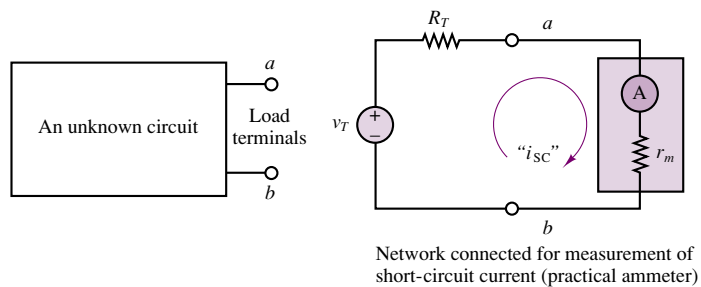 An unknown circuit
a
Load
terminals
b
R_T
a
v_T
+
−
"i_SC"
A
r_m
b
Network connected for measurement of
short-circuit current (practical ammeter)